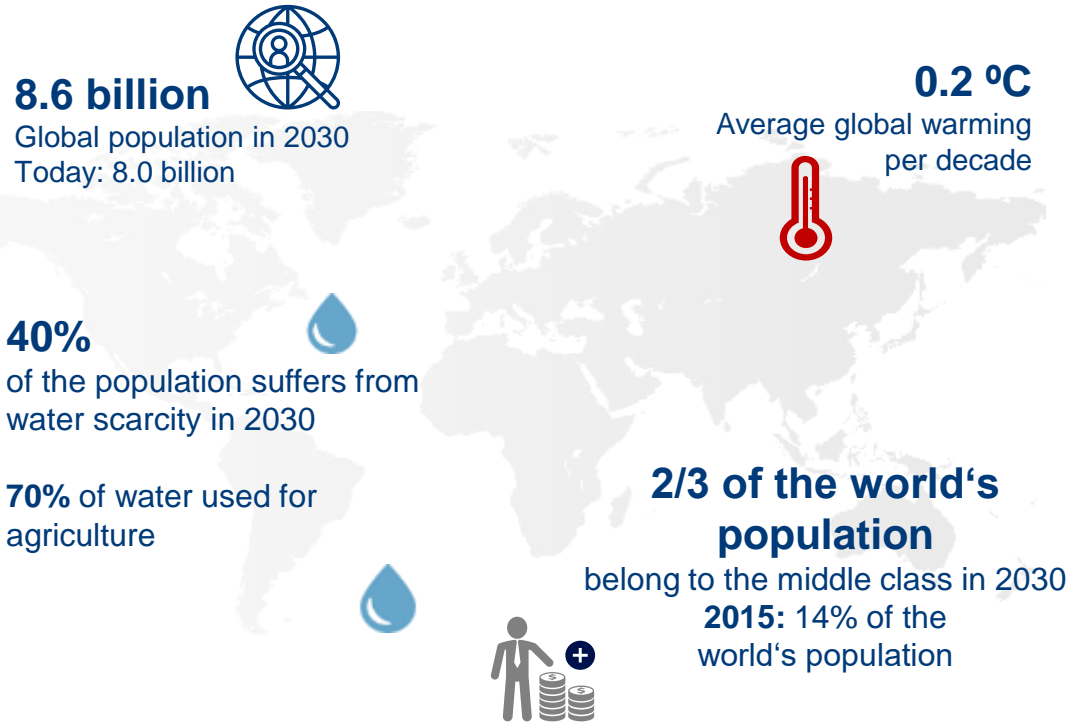 8.6 billion
Global population in 2030
Today: 8.0 billion
0.2 ºC
Average global warming
per decade
40%
of the population suffers from
water scarcity in 2030
70% of water used for
agriculture
2/3 of the world‘s
population
belong to the middle class in 2030
2015: 14% of the
world‘s population
+
$
$